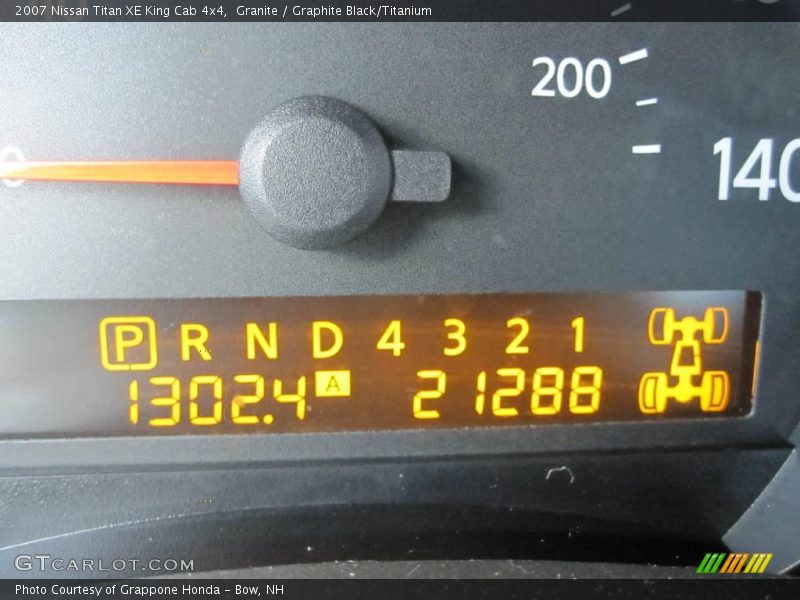 2007 Nissan Titan XE King Cab 4x4,  Granite / Graphite Black/Titanium
200
140
0
P R N D 4 3 2 1
1302.4 A 21288
GTCARLOT.COM
Photo Courtesy of Grappone Honda - Bow, NH